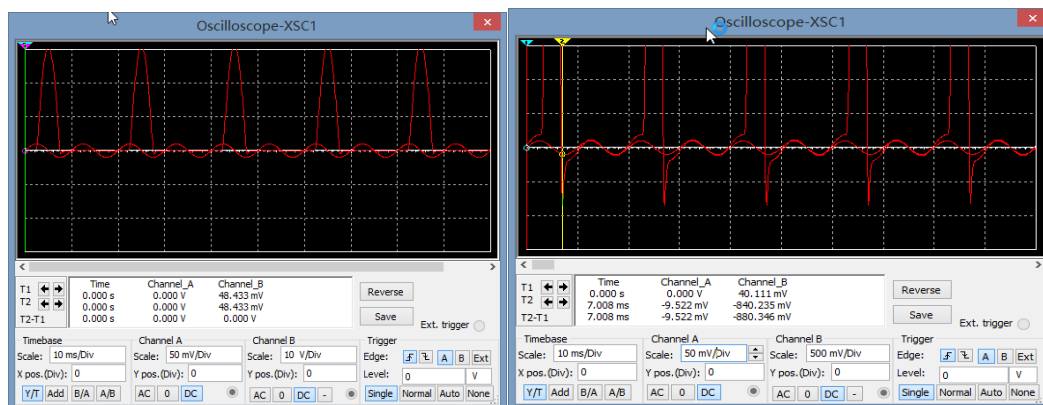 Oscilloscope-XSC1
Time Channel_A Channel_B
T1 0.000 s 0.000 V 48.433 mV
T2 0.000 s 0.000 V 48.433 mV
T2-T1 0.000 s 0.000 V 0.000 V
Reverse
Save
Ext. trigger
Timebase
Scale: 10 ms/Div
X pos.(Div): 0
Y/T Add B/A A/B
Channel A
Scale: 50 mV/Div
Y pos.(Div): 0
AC 0 DC
Channel B
Scale: 10 V/Div
Y pos.(Div): 0
AC 0 DC -
Trigger
Edge: A B Ext
Level: 0 V
Single Normal Auto None
Oscilloscope-XSC1
1 2
Time Channel_A Channel_B
T1 0.000 s 0.000 V 40.111 mV
T2 7.008 ms -9.522 mV -840.235 mV
T2-T1 7.008 ms -9.522 mV -880.346 mV
Reverse
Save
Ext. trigger
Timebase
Scale: 10 ms/Div
X pos.(Div): 0
Y/T Add B/A A/B
Channel A
Scale: 50 mV/Div
Y pos.(Div): 0
AC 0 DC
Channel B
Scale: 500 mV/Div
Y pos.(Div): 0
AC 0 DC -
Trigger
Edge: A B Ext
Level: 0 V
Single Normal Auto None